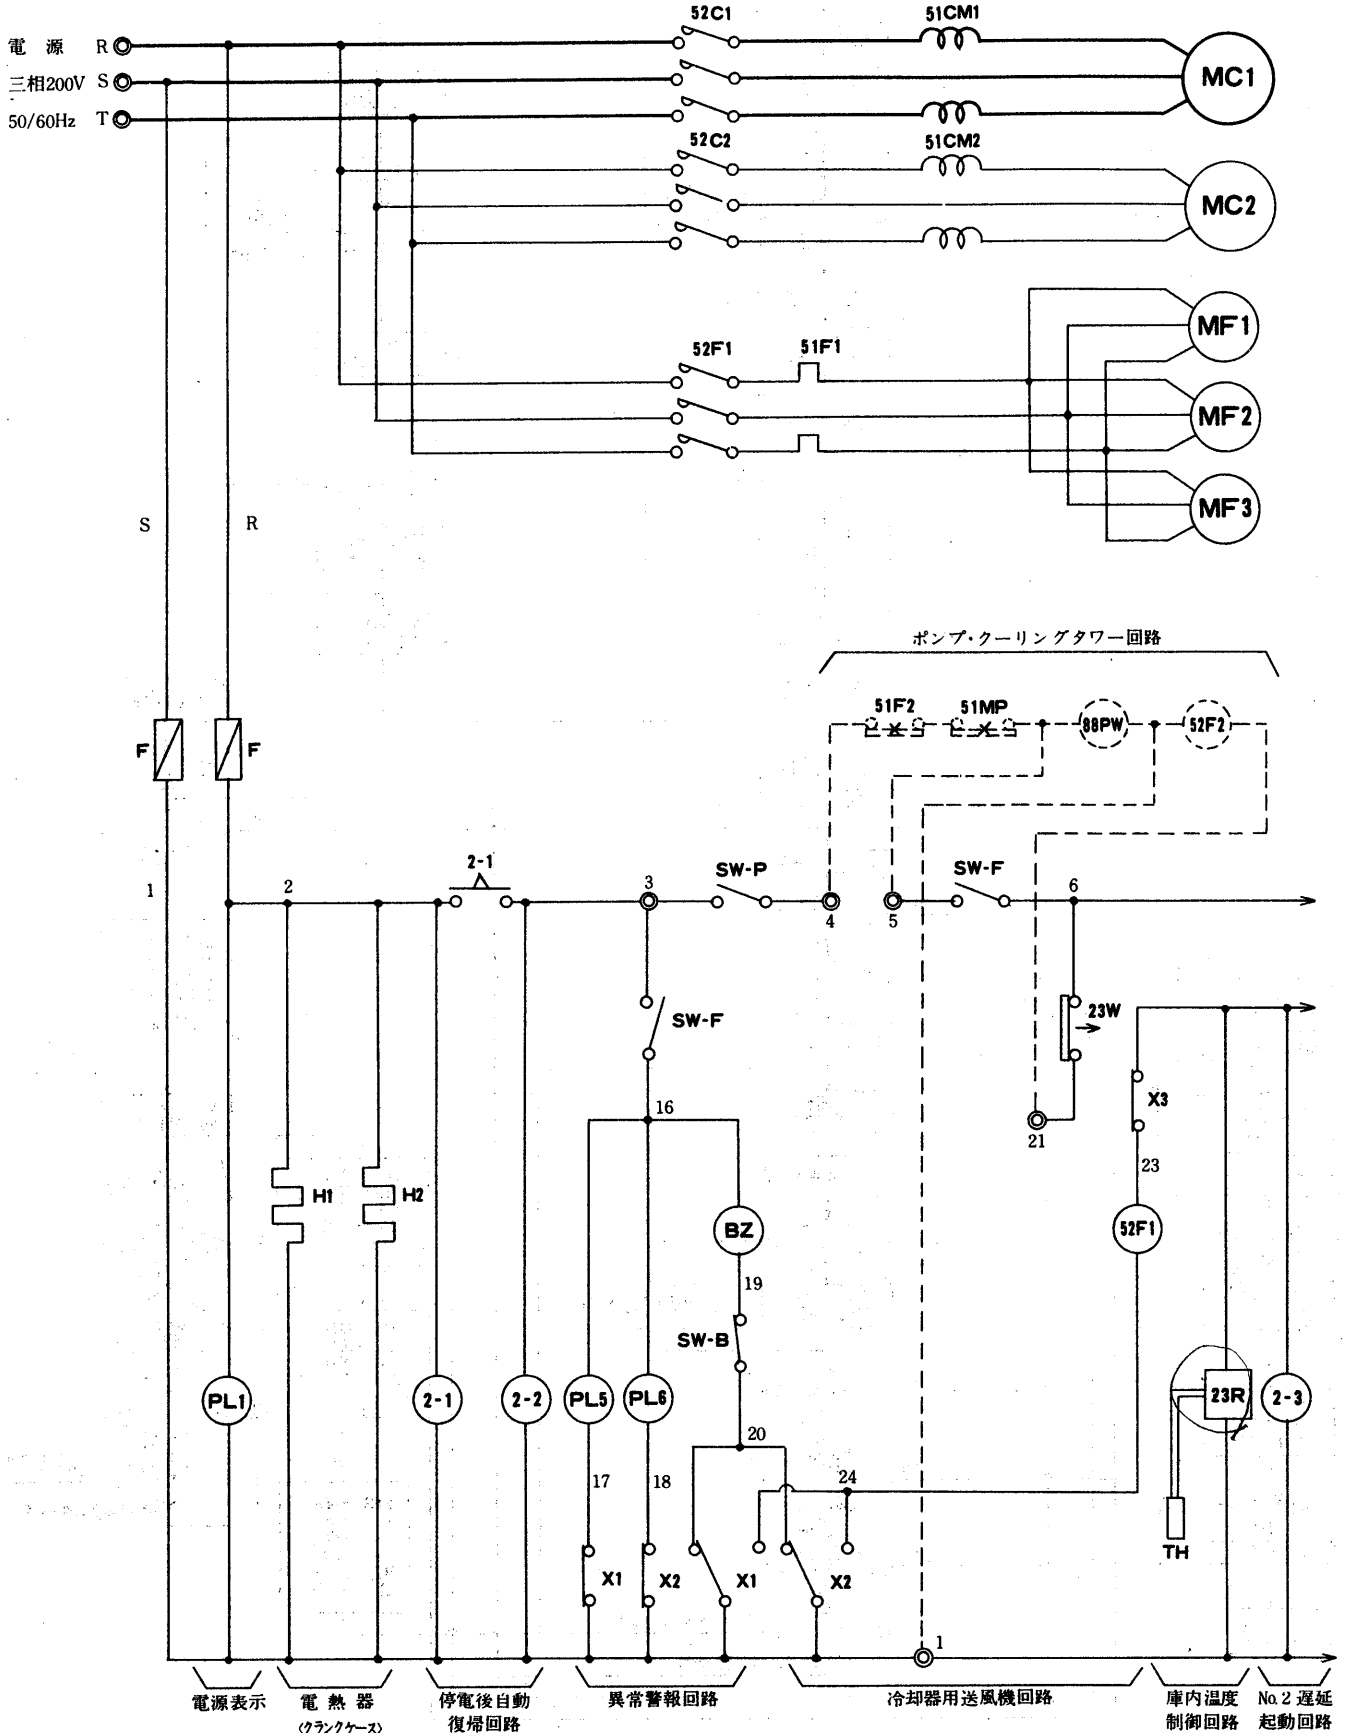 52C1 51CM1
電源 R
三相200V S
50/60Hz T
MC1
52C2 51CM2
MC2
MF1
52F1 51F1
MF2
MF3
S R
ポンプ・クーリングタワー回路
51F2 51MP 88PW 52F2
F F
2-1
1 2 3 SW-P 4 5 SW-F 6
SW-F
23W
X3
16
21
23
H1 H2
BZ
52F1
19
SW-B
PL1 2-1 2-2 PL5 PL6 23R 2-3
20
17 18 24
TH
X1 X2 X1 X2
1
電源表示
電熱器
(クランクケース)
停電後自動
復帰回路
異常警報回路
冷却器用送風機回路
庫内温度
制御回路
No.2 遅延
起動回路